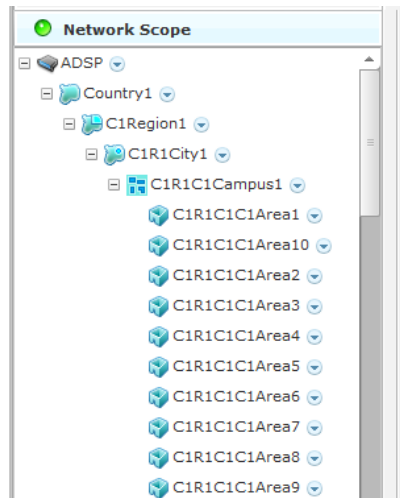 Network Scope
ADSP
Country1
C1Region1
C1R1City1
C1R1C1Campus1
C1R1C1C1Area1
C1R1C1C1Area10
C1R1C1C1Area2
C1R1C1C1Area3
C1R1C1C1Area4
C1R1C1C1Area5
C1R1C1C1Area6
C1R1C1C1Area7
C1R1C1C1Area8
C1R1C1C1Area9